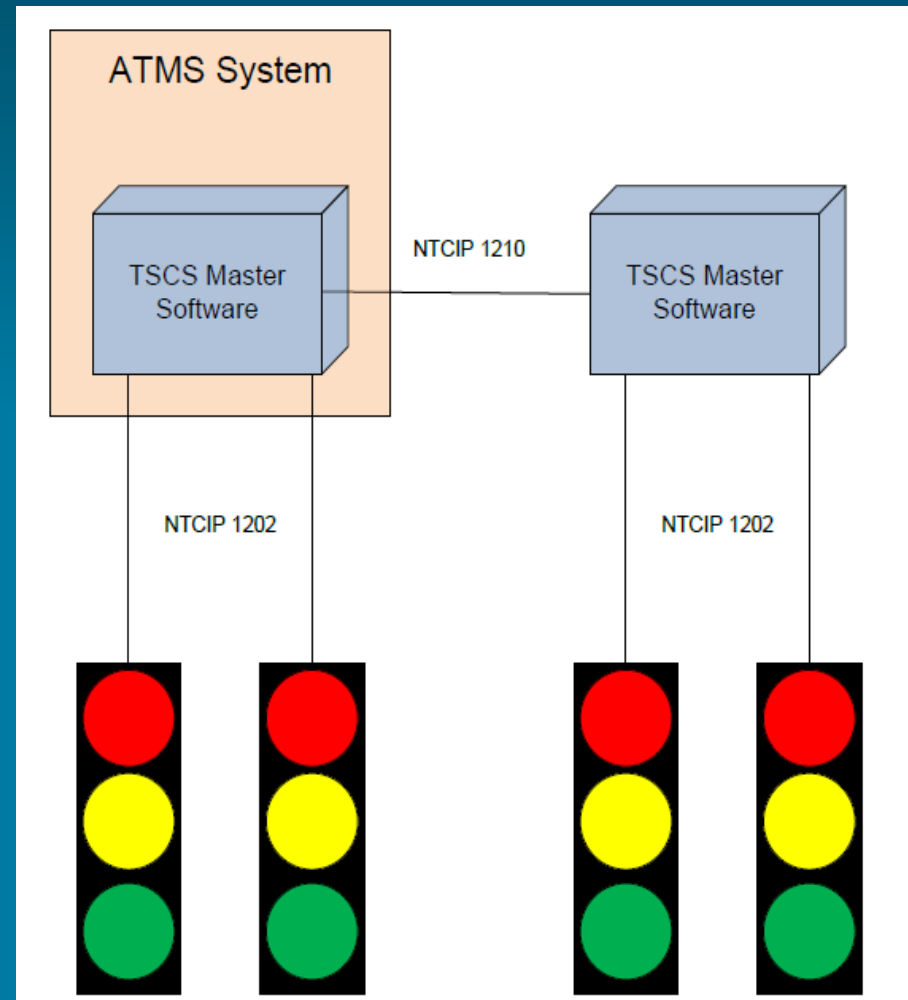 ATMS System
TSCS Master
Software
NTCIP 1210
TSCS Master
Software
NTCIP 1202
NTCIP 1202